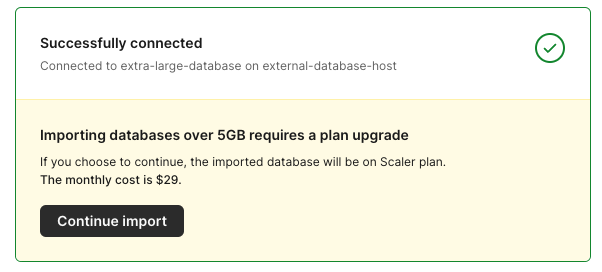 Successfully connected
Connected to extra-large-database on external-database-host
Importing databases over 5GB requires a plan upgrade
If you choose to continue, the imported database will be on Scaler plan.
The monthly cost is $29.
Continue import